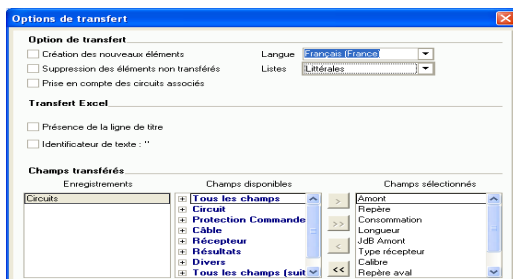 Options de transfert
Option de transfert
Création des nouveaux éléments
Langue
Français (France)
Suppression des éléments non transférés
Listes
Littérales
Prise en compte des circuits associés
Transfert Excel
Présence de la ligne de titre
Identificateur de texte : ''
Champs transférés
Enregistrements
Champs disponibles
Champs sélectionnés
Circuits
Tous les champs
Circuit
Protection Commande
Câble
Récepteur
Résultats
Divers
Tous les champs (suit
>
>>
<
<<
Amont
Repère
Consommation
Longueur
JdB Amont
Type récepteur
Calibre
Repère aval